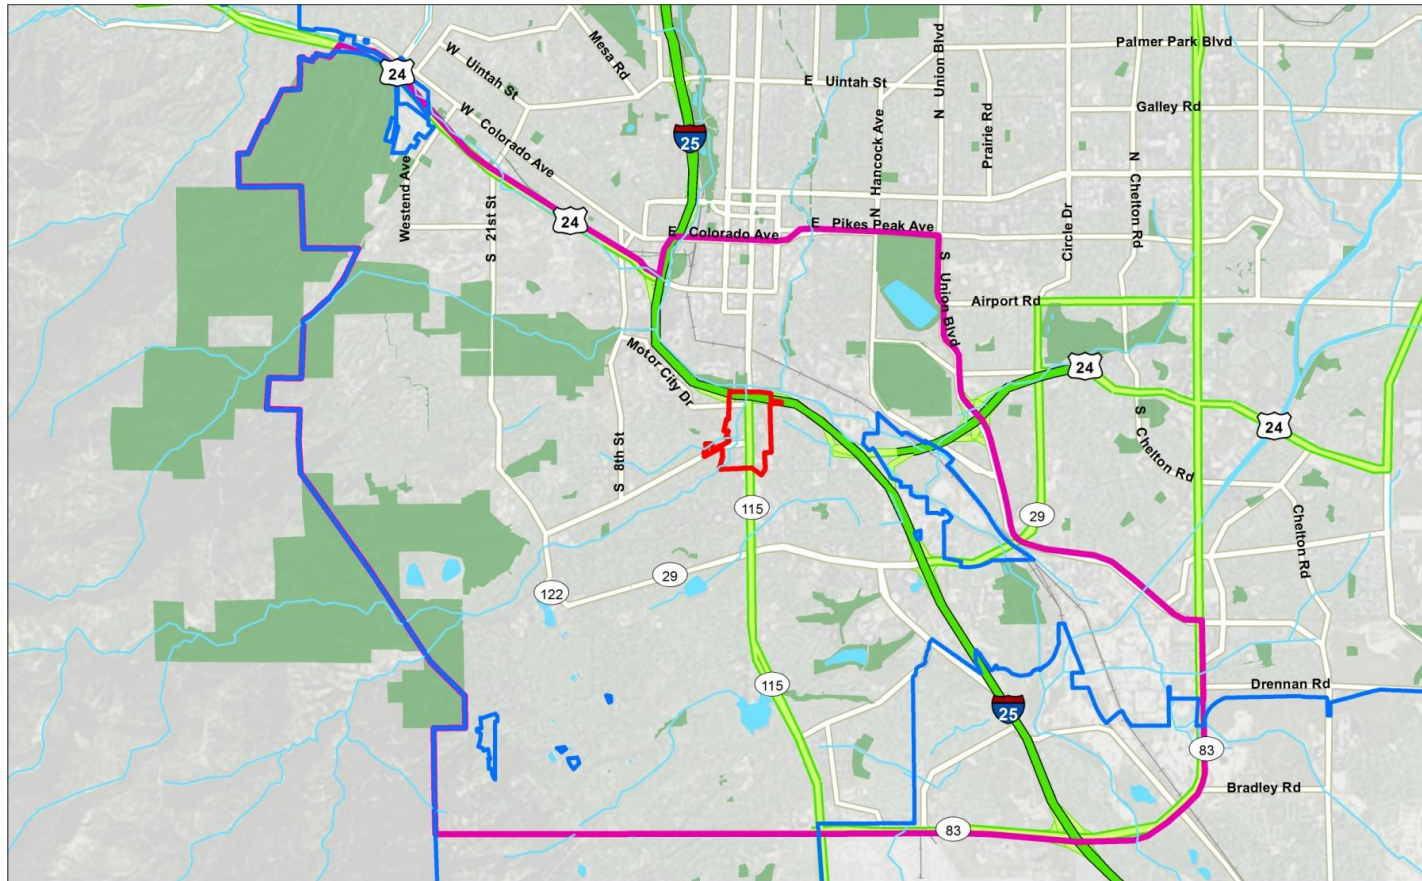 Palmer Park Blvd
Mesa Rd
N Union Blvd
W Uintah St
24
E Uintah St
Galley Rd
W Colorado Ave
25
N Hancock Ave
Prairie Rd
N Chelton Rd
Westend Ave
S 21st St
24
E Colorado Ave
E Pikes Peak Ave
Circle Dr
S Union Blvd
Airport Rd
Motor City Dr
24
24
S 8th St
S Chelton Rd
115
29
Chelton Rd
29
122
115
Drennan Rd
25
83
Bradley Rd
83